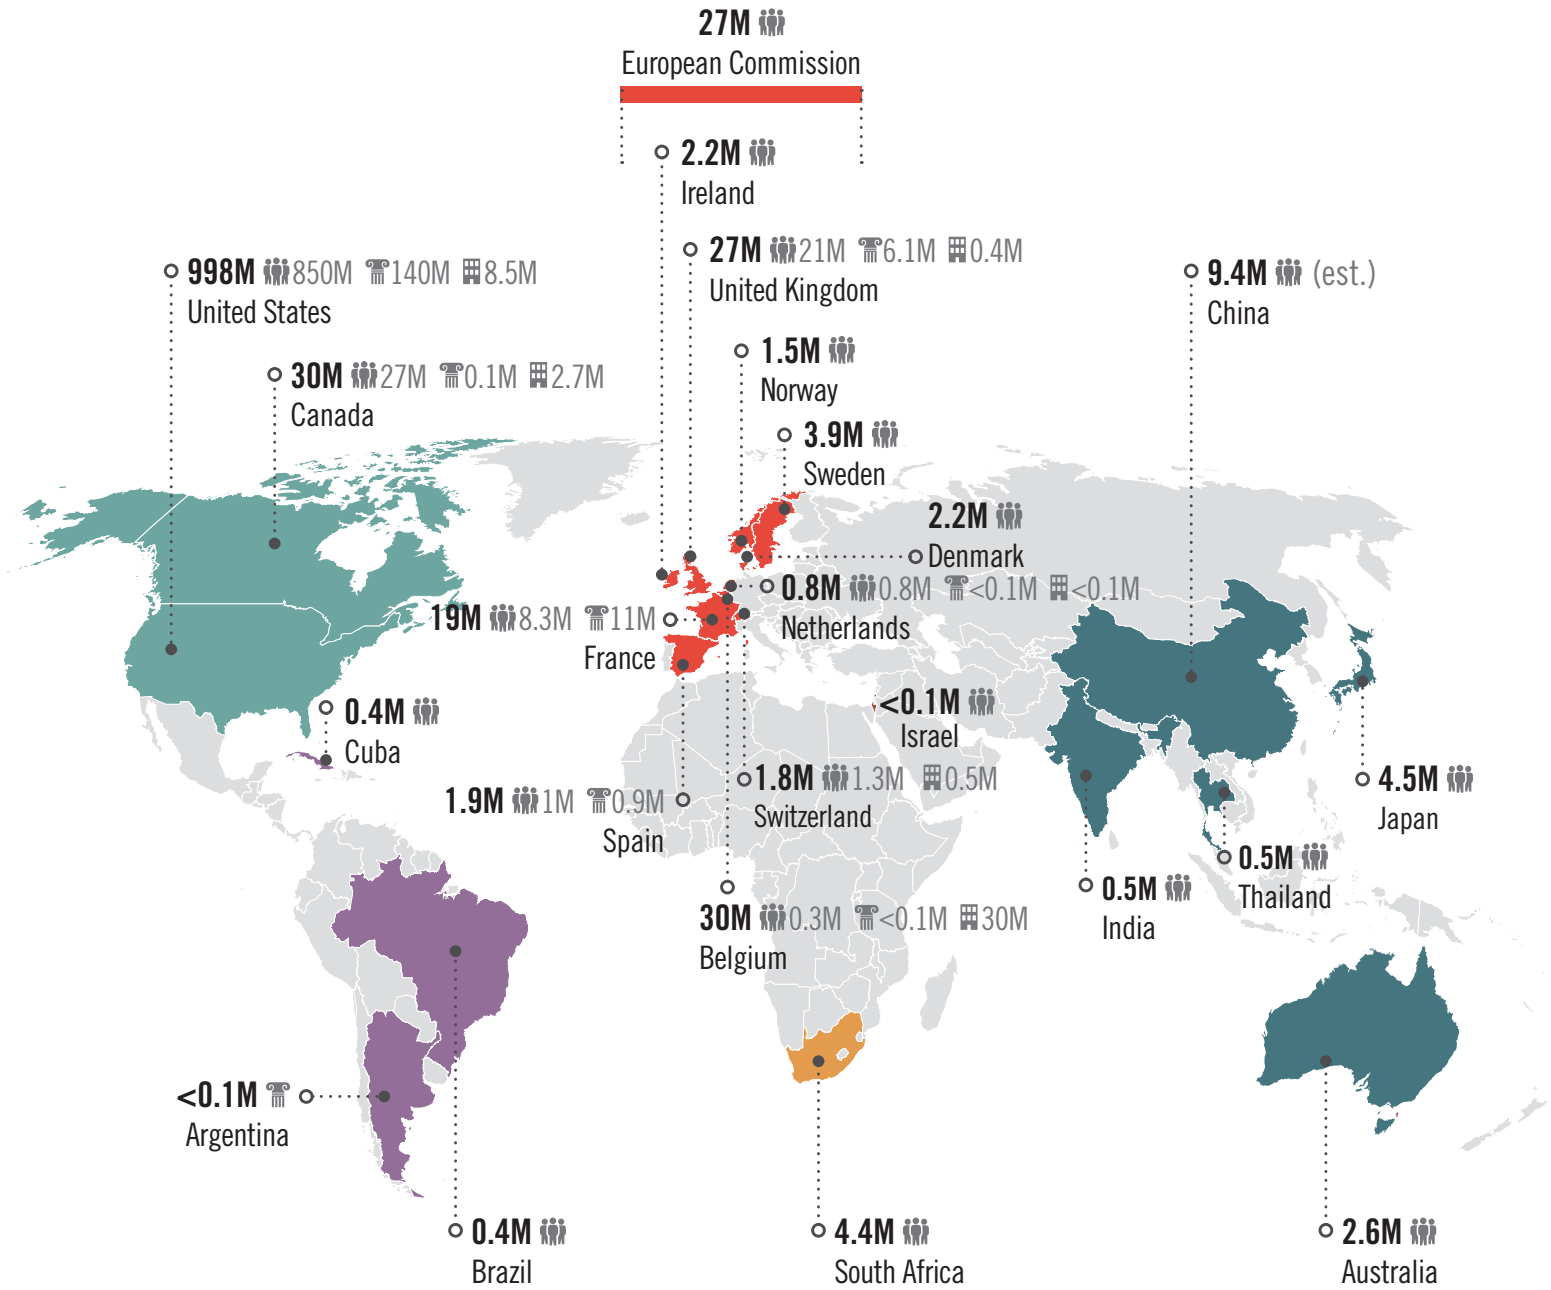 27M
European Commission
2.2M
Ireland
27M 21M 6.1M 0.4M
United Kingdom
998M 850M 140M 8.5M
United States
9.4M (est.)
China
1.5M
Norway
30M 27M 0.1M 2.7M
Canada
3.9M
Sweden
2.2M
Denmark
0.8M 0.8M <0.1M <0.1M
Netherlands
19M 8.3M 11M
France
<0.1M
Israel
0.4M
Cuba
1.8M 1.3M 0.5M
Switzerland
4.5M
Japan
1.9M 1M 0.9M
Spain
0.5M
Thailand
0.5M
India
30M 0.3M <0.1M 30M
Belgium
<0.1M
Argentina
0.4M
Brazil
4.4M
South Africa
2.6M
Australia